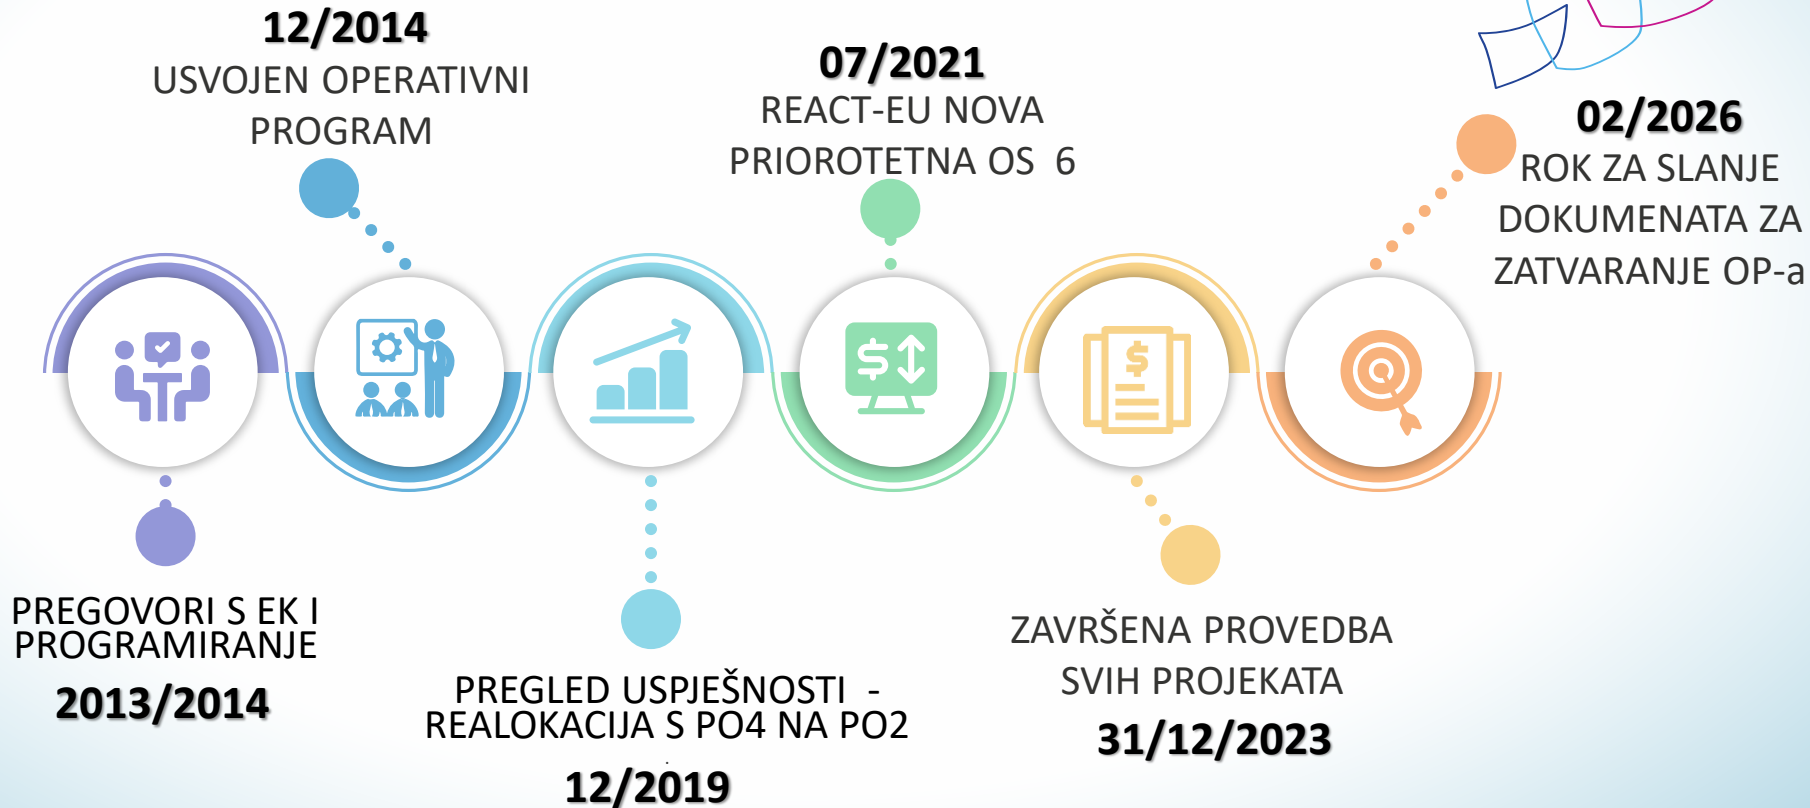 12/2014
USVOJEN OPERATIVNI
PROGRAM
07/2021
REACT-EU NOVA
PRIOROTETNA OS 6
02/2026
ROK ZA SLANJE
DOKUMENATA ZA
ZATVARANJE OP-a
$
$
PREGOVORI S EK I
PROGRAMIRANJE
2013/2014
PREGLED USPJEŠNOSTI -
REALOKACIJA S PO4 NA PO2
.
12/2019
ZAVRŠENA PROVEDBA
SVIH PROJEKATA
31/12/2023